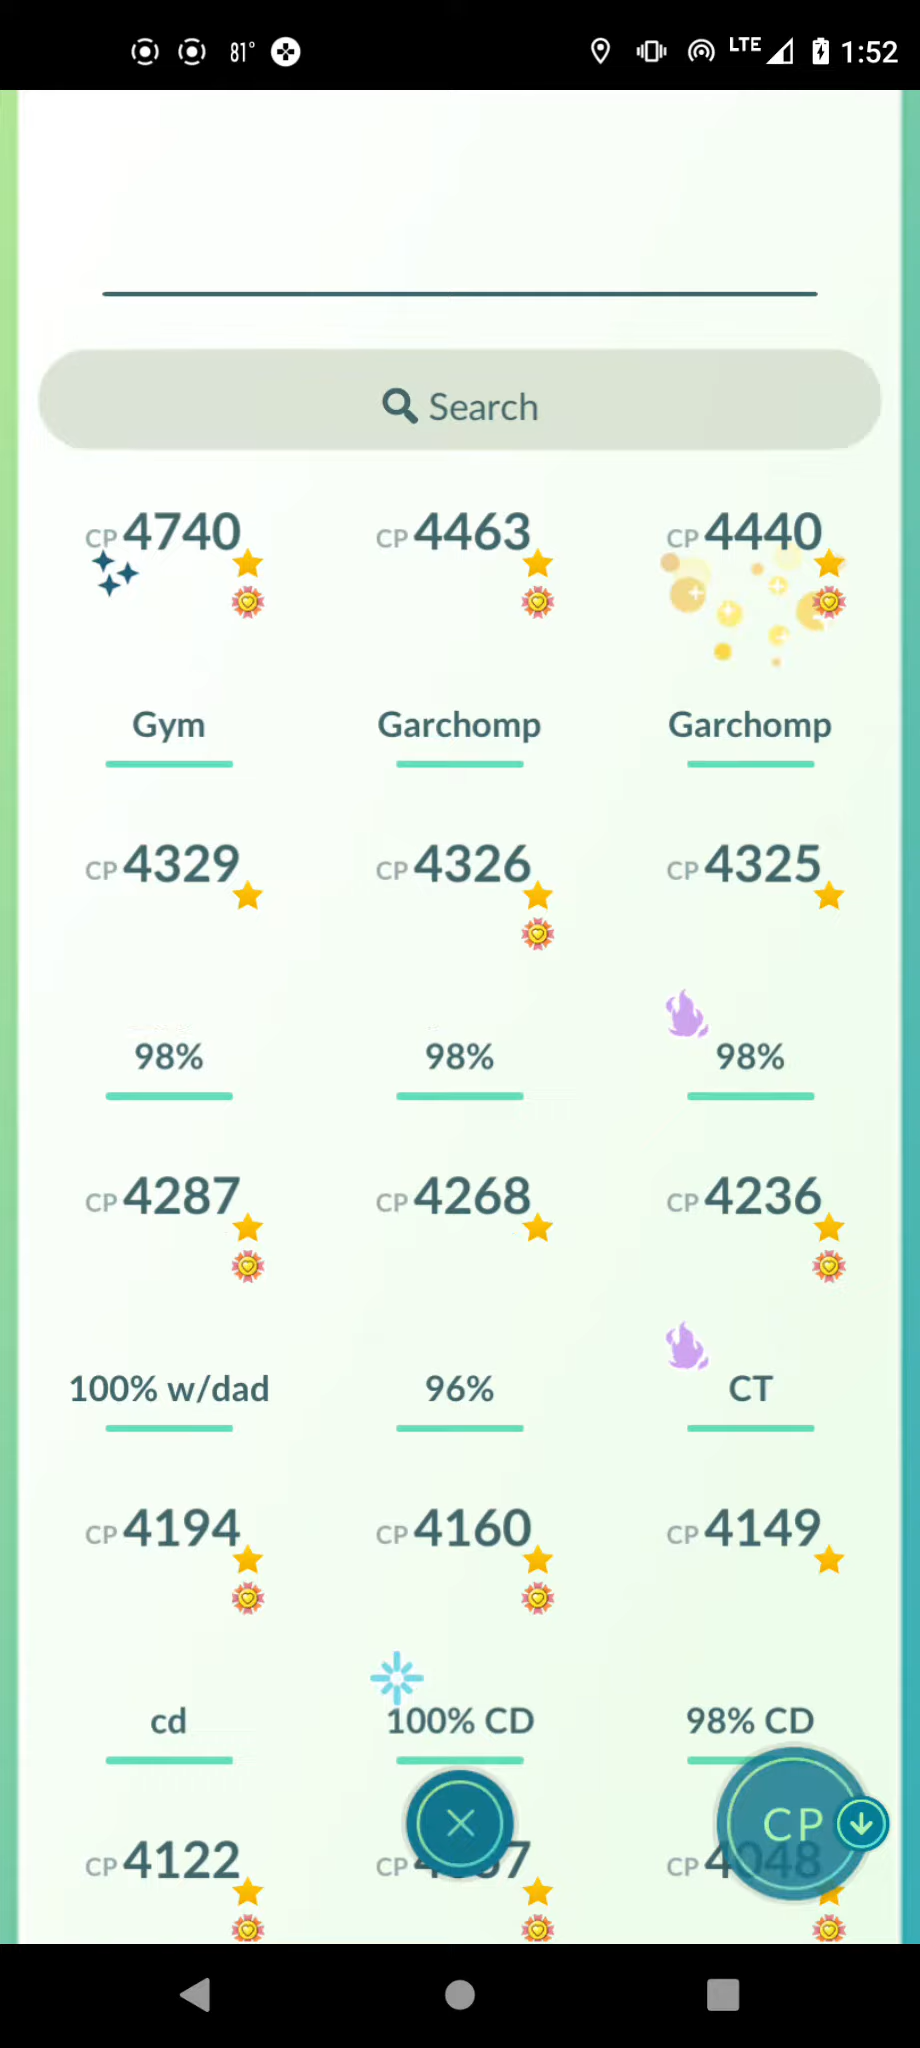 81° LTE 1:52
Search
CP 4740 CP 4463 CP 4440
Gym Garchomp Garchomp
CP 4329 CP 4326 CP 4325
98% 98% 98%
CP 4287 CP 4268 CP 4236
100% w/dad 96% CT
CP 4194 CP 4160 CP 4149
cd 100% CD 98% CD
CP
CP 4122 CP CP 4048